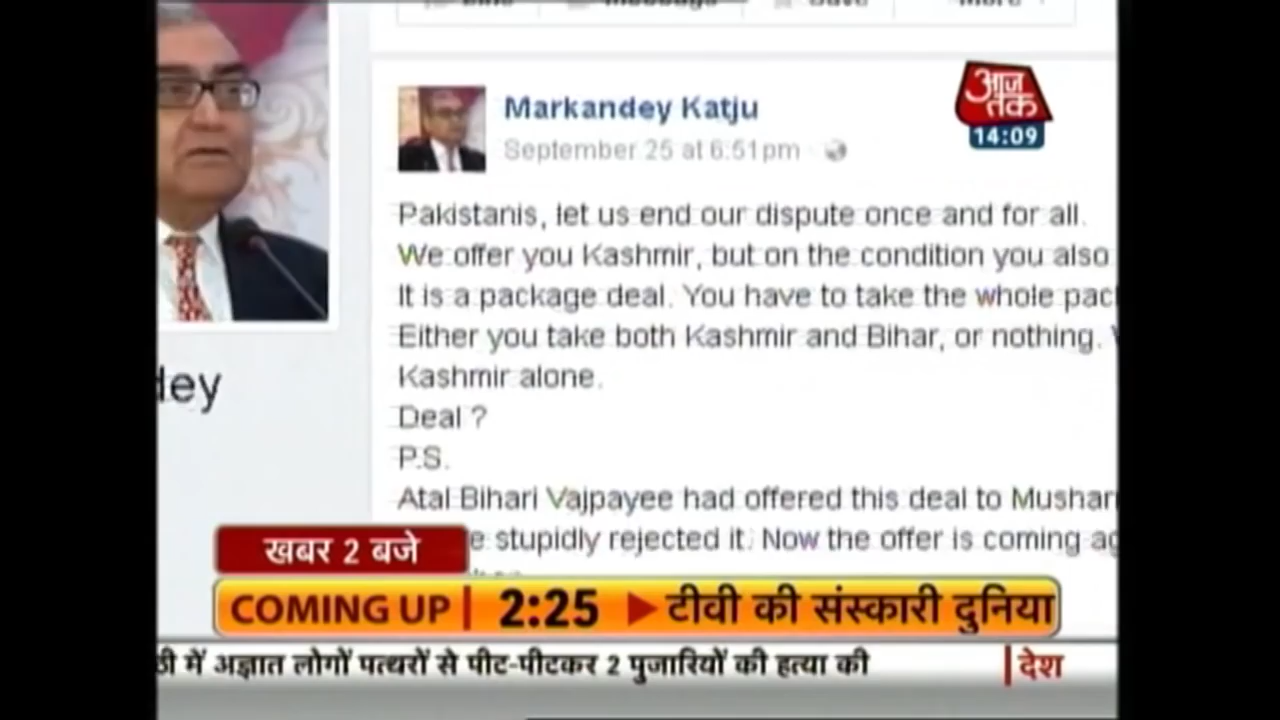 Markandey Katju
September 25 at 6:51pm
आज तक
14:09
Pakistanis, let us end our dispute once and for all.
We offer you Kashmir, but on the condition you also
It is a package deal. You have to take the whole
Either you take both Kashmir and Bihar, or nothing.
Kashmir alone.
Deal ?
P.S.
Atal Bihari Vajpayee had offered this deal to
stupidly rejected it. Now the offer is coming
dey
खबर 2 बजे
COMING UP 2:25 टीवी की संस्कारी दुनिया
में अज्ञात लोगों पत्थरों से पीट-पीटकर 2 पुजारियों की हत्या की
देश